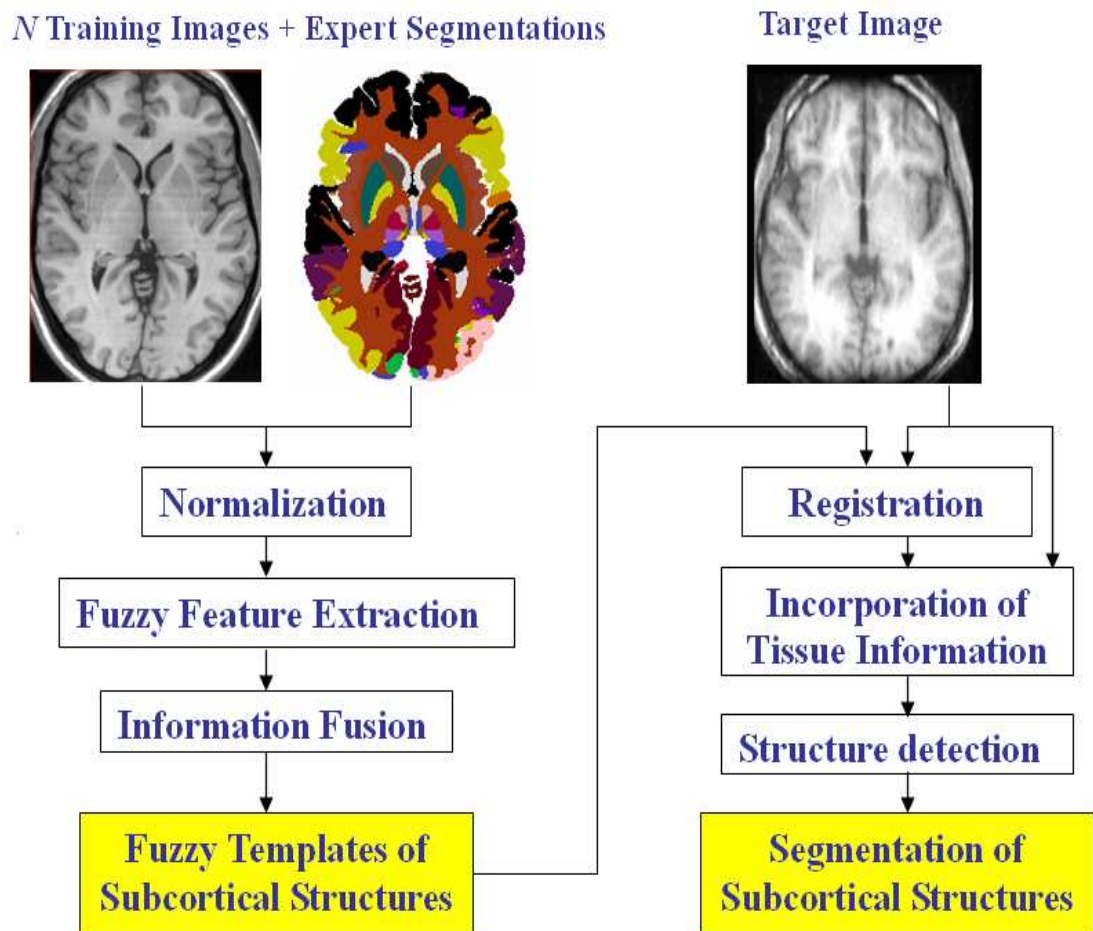 N Training Images + Expert Segmentations
Target Image
Normalization
Fuzzy Feature Extraction
Information Fusion
Fuzzy Templates of
Subcortical Structures
Registration
Incorporation of
Tissue Information
Structure detection
Segmentation of
Subcortical Structures